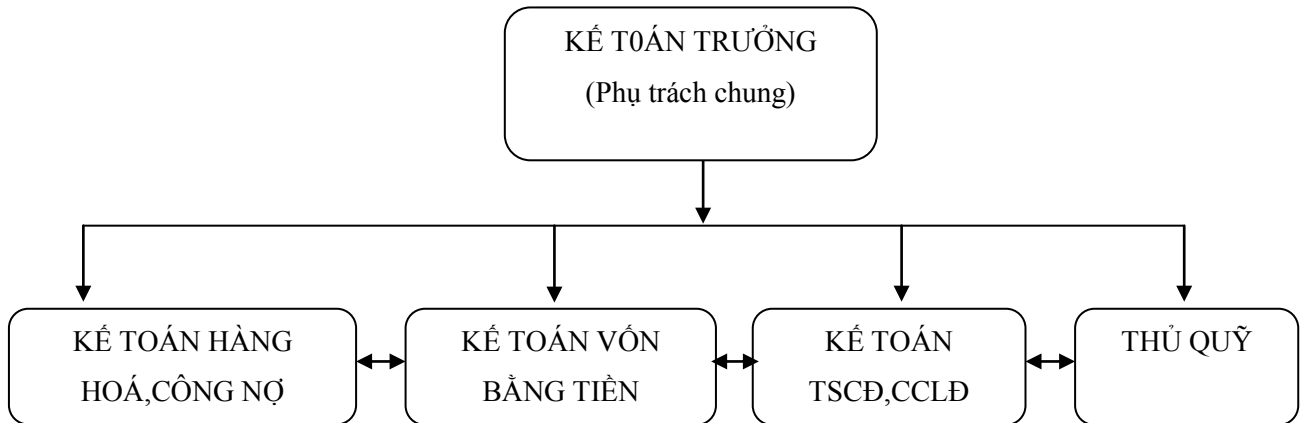 KẾ T0ÁN TRƯỞNG
(Phụ trách chung)
KẾ TOÁN HÀNG
HOÁ,CÔNG NỢ
KẾ TOÁN VỐN
BẰNG TIỀN
KẾ TOÁN
TSCĐ,CCLĐ
THỦ QUỸ